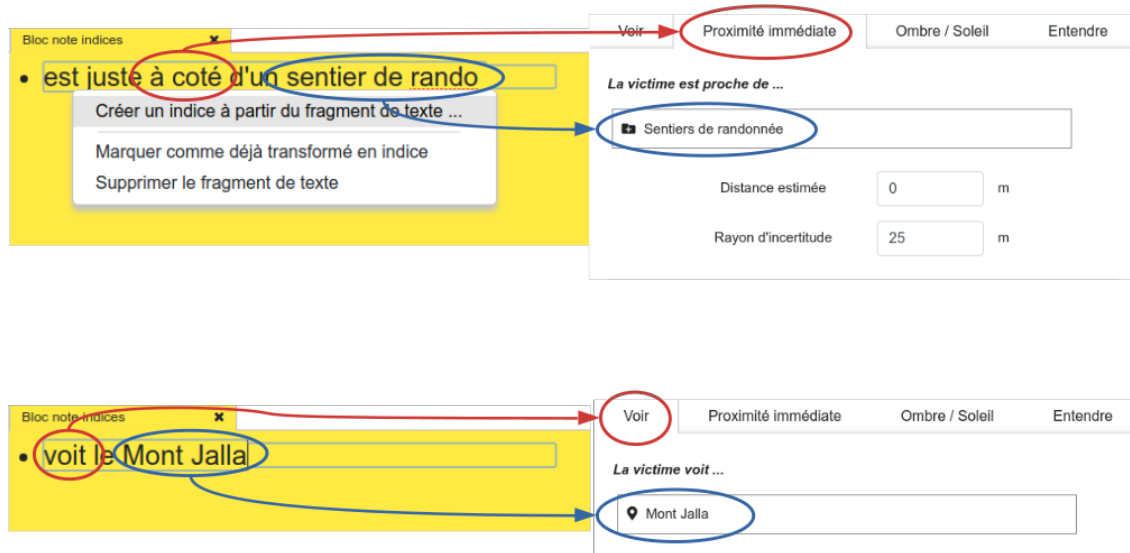 Bloc note indices ✖
• est juste à coté d'un sentier de rando
Créer un indice à partir du fragment de texte ...
Marquer comme déjà transformé en indice
Supprimer le fragment de texte
Voir Proximité immédiate Ombre / Soleil Entendre
La victime est proche de ...
Sentiers de randonnée
Distance estimée 0 m
Rayon d'incertitude 25 m
Bloc note indices ✖
• voit le Mont Jalla
Voir Proximité immédiate Ombre / Soleil Entendre
La victime voit ...
Mont Jalla